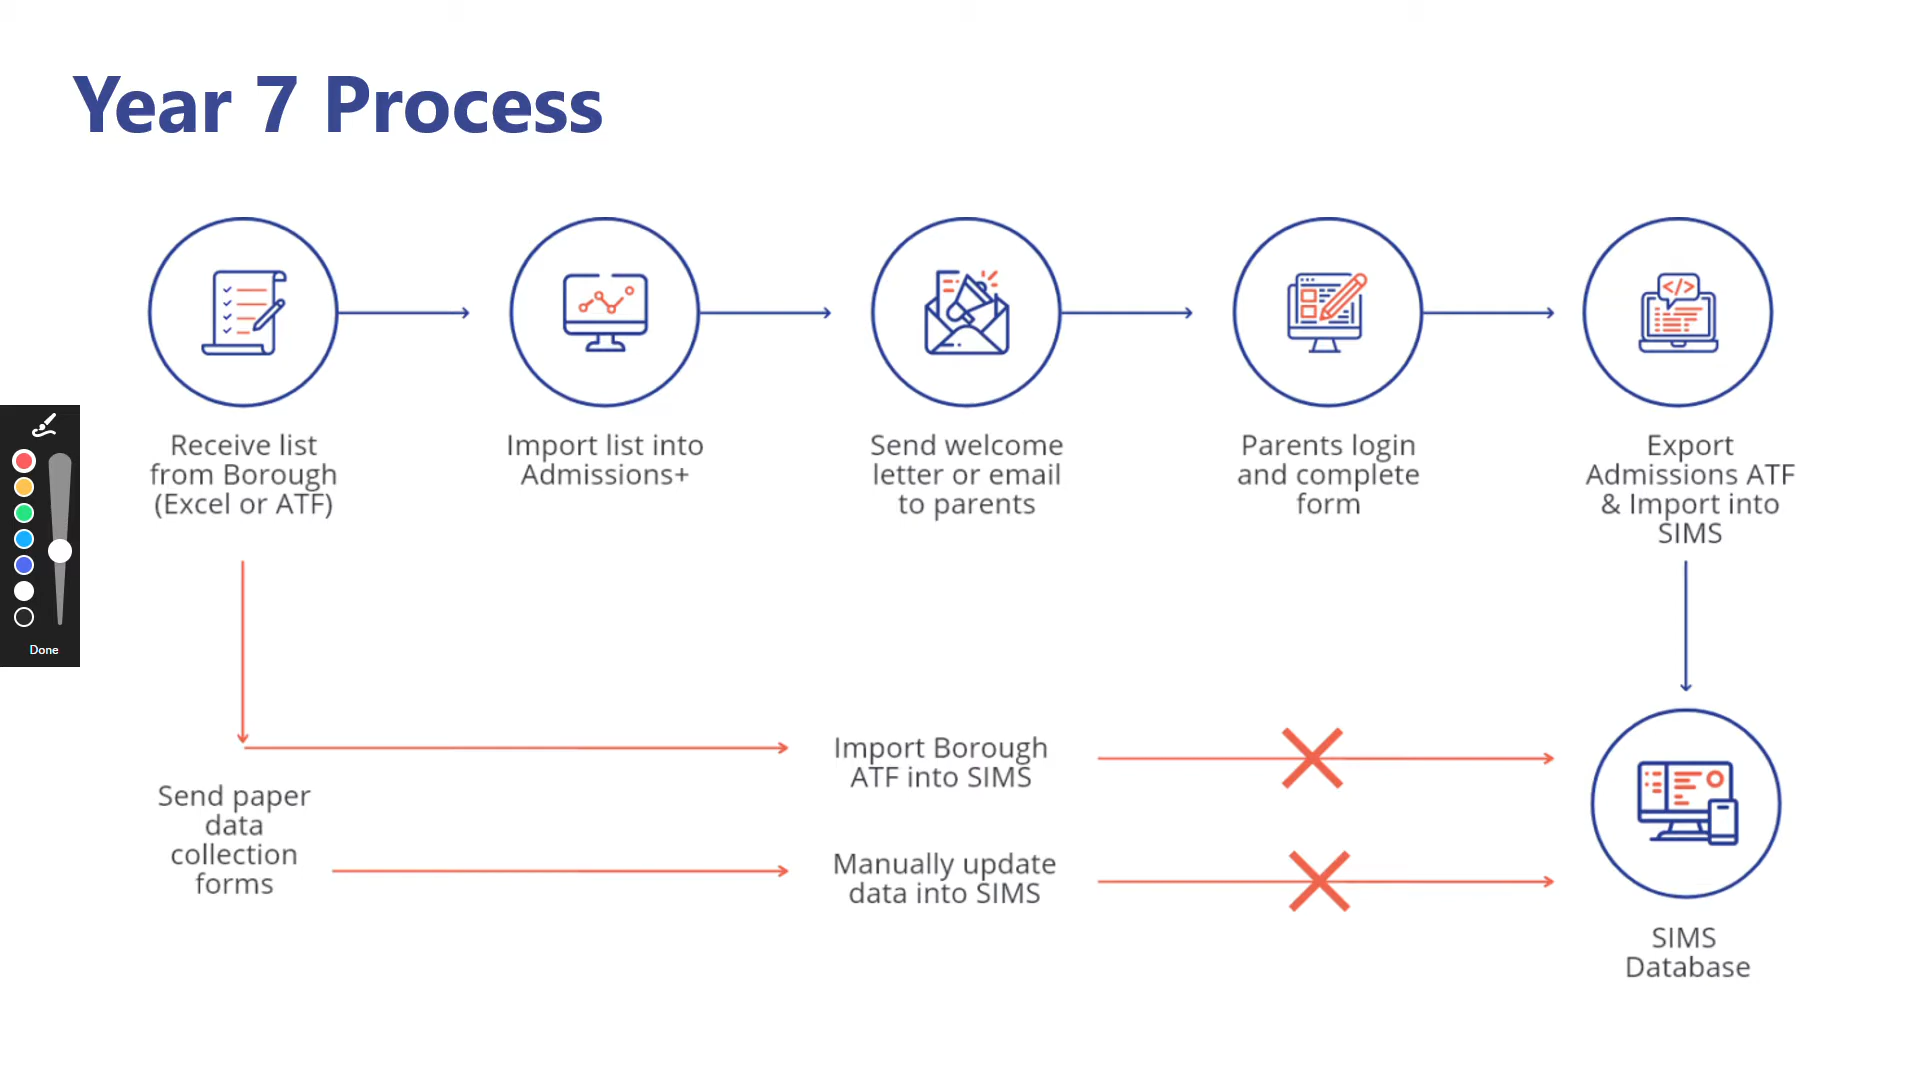 Year 7 Process
Receive list
from Borough
(Excel or ATF)
Import list into
Admissions+
Send welcome
letter or email
to parents
Parents login
and complete
form
Export
Admissions ATF
& Import into
SIMS
</>
Done
Import Borough
ATF into SIMS
Send paper
data
collection
forms
Manually update
data into SIMS
SIMS
Database